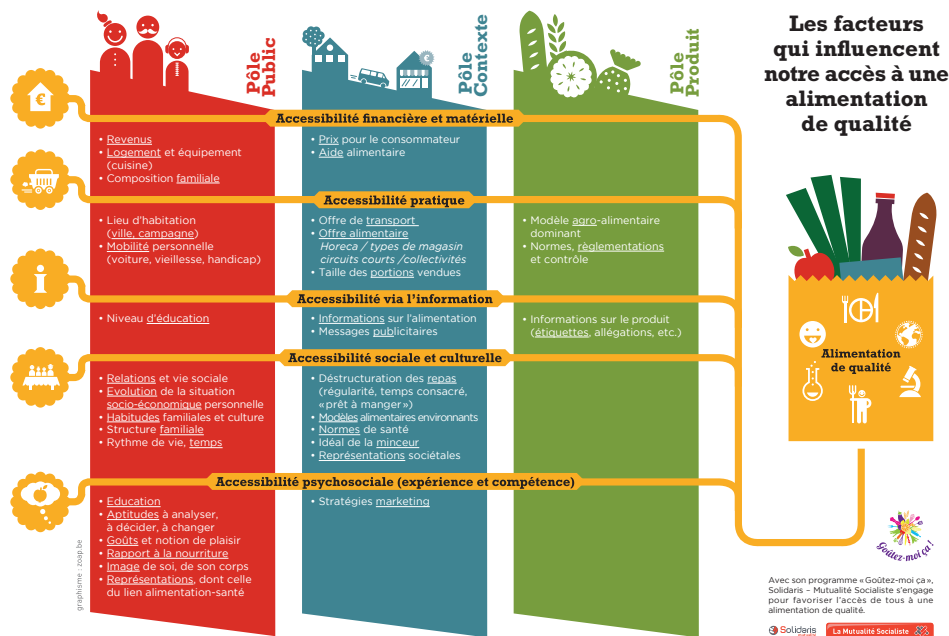 Les facteurs
qui influencent
notre accès à une
alimentation
de qualité
Pôle
Public
Pôle
Contexte
Pôle
Produit
€
Accessibilité financière et matérielle
• Revenus
• Logement et équipement
(cuisine)
• Composition familiale
• Prix pour le consommateur
• Aide alimentaire
Accessibilité pratique
• Lieu d'habitation
(ville, campagne)
• Mobilité personnelle
(voiture, vieillesse, handicap)
• Offre de transport
• Offre alimentaire
Horeca / types de magasin
circuits courts /collectivités
• Taille des portions vendues
• Modèle agro-alimentaire
dominant
• Normes, règlementations
et contrôle
i
Accessibilité via l'information
• Niveau d'éducation
• Informations sur l'alimentation
• Messages publicitaires
• Informations sur le produit
(étiquettes, allégations, etc.)
Accessibilité sociale et culturelle
• Relations et vie sociale
• Evolution de la situation
socio-économique personnelle
• Habitudes familiales et culture
• Structure familiale
• Rythme de vie, temps
• Déstructuration des repas
(régularité, temps consacré,
«prêt à manger»)
• Modèles alimentaires environnants
• Normes de santé
• Idéal de la minceur
• Représentations sociétales
Accessibilité psychosociale (expérience et compétence)
• Education
• Aptitudes à analyser,
à décider, à changer
• Goûts et notion de plaisir
• Rapport à la nourriture
• Image de soi, de son corps
• Représentations, dont celle
du lien alimentation-santé
• Stratégies marketing
Alimentation
de qualité
graphisme : zoap.be
Goûtez-moi ça !
Avec son programme «Goûtez-moi ça»,
Solidaris – Mutualité Socialiste s'engage
pour favoriser l'accès de tous à une
alimentation de qualité.
Solidaris
La Mutualité Socialiste